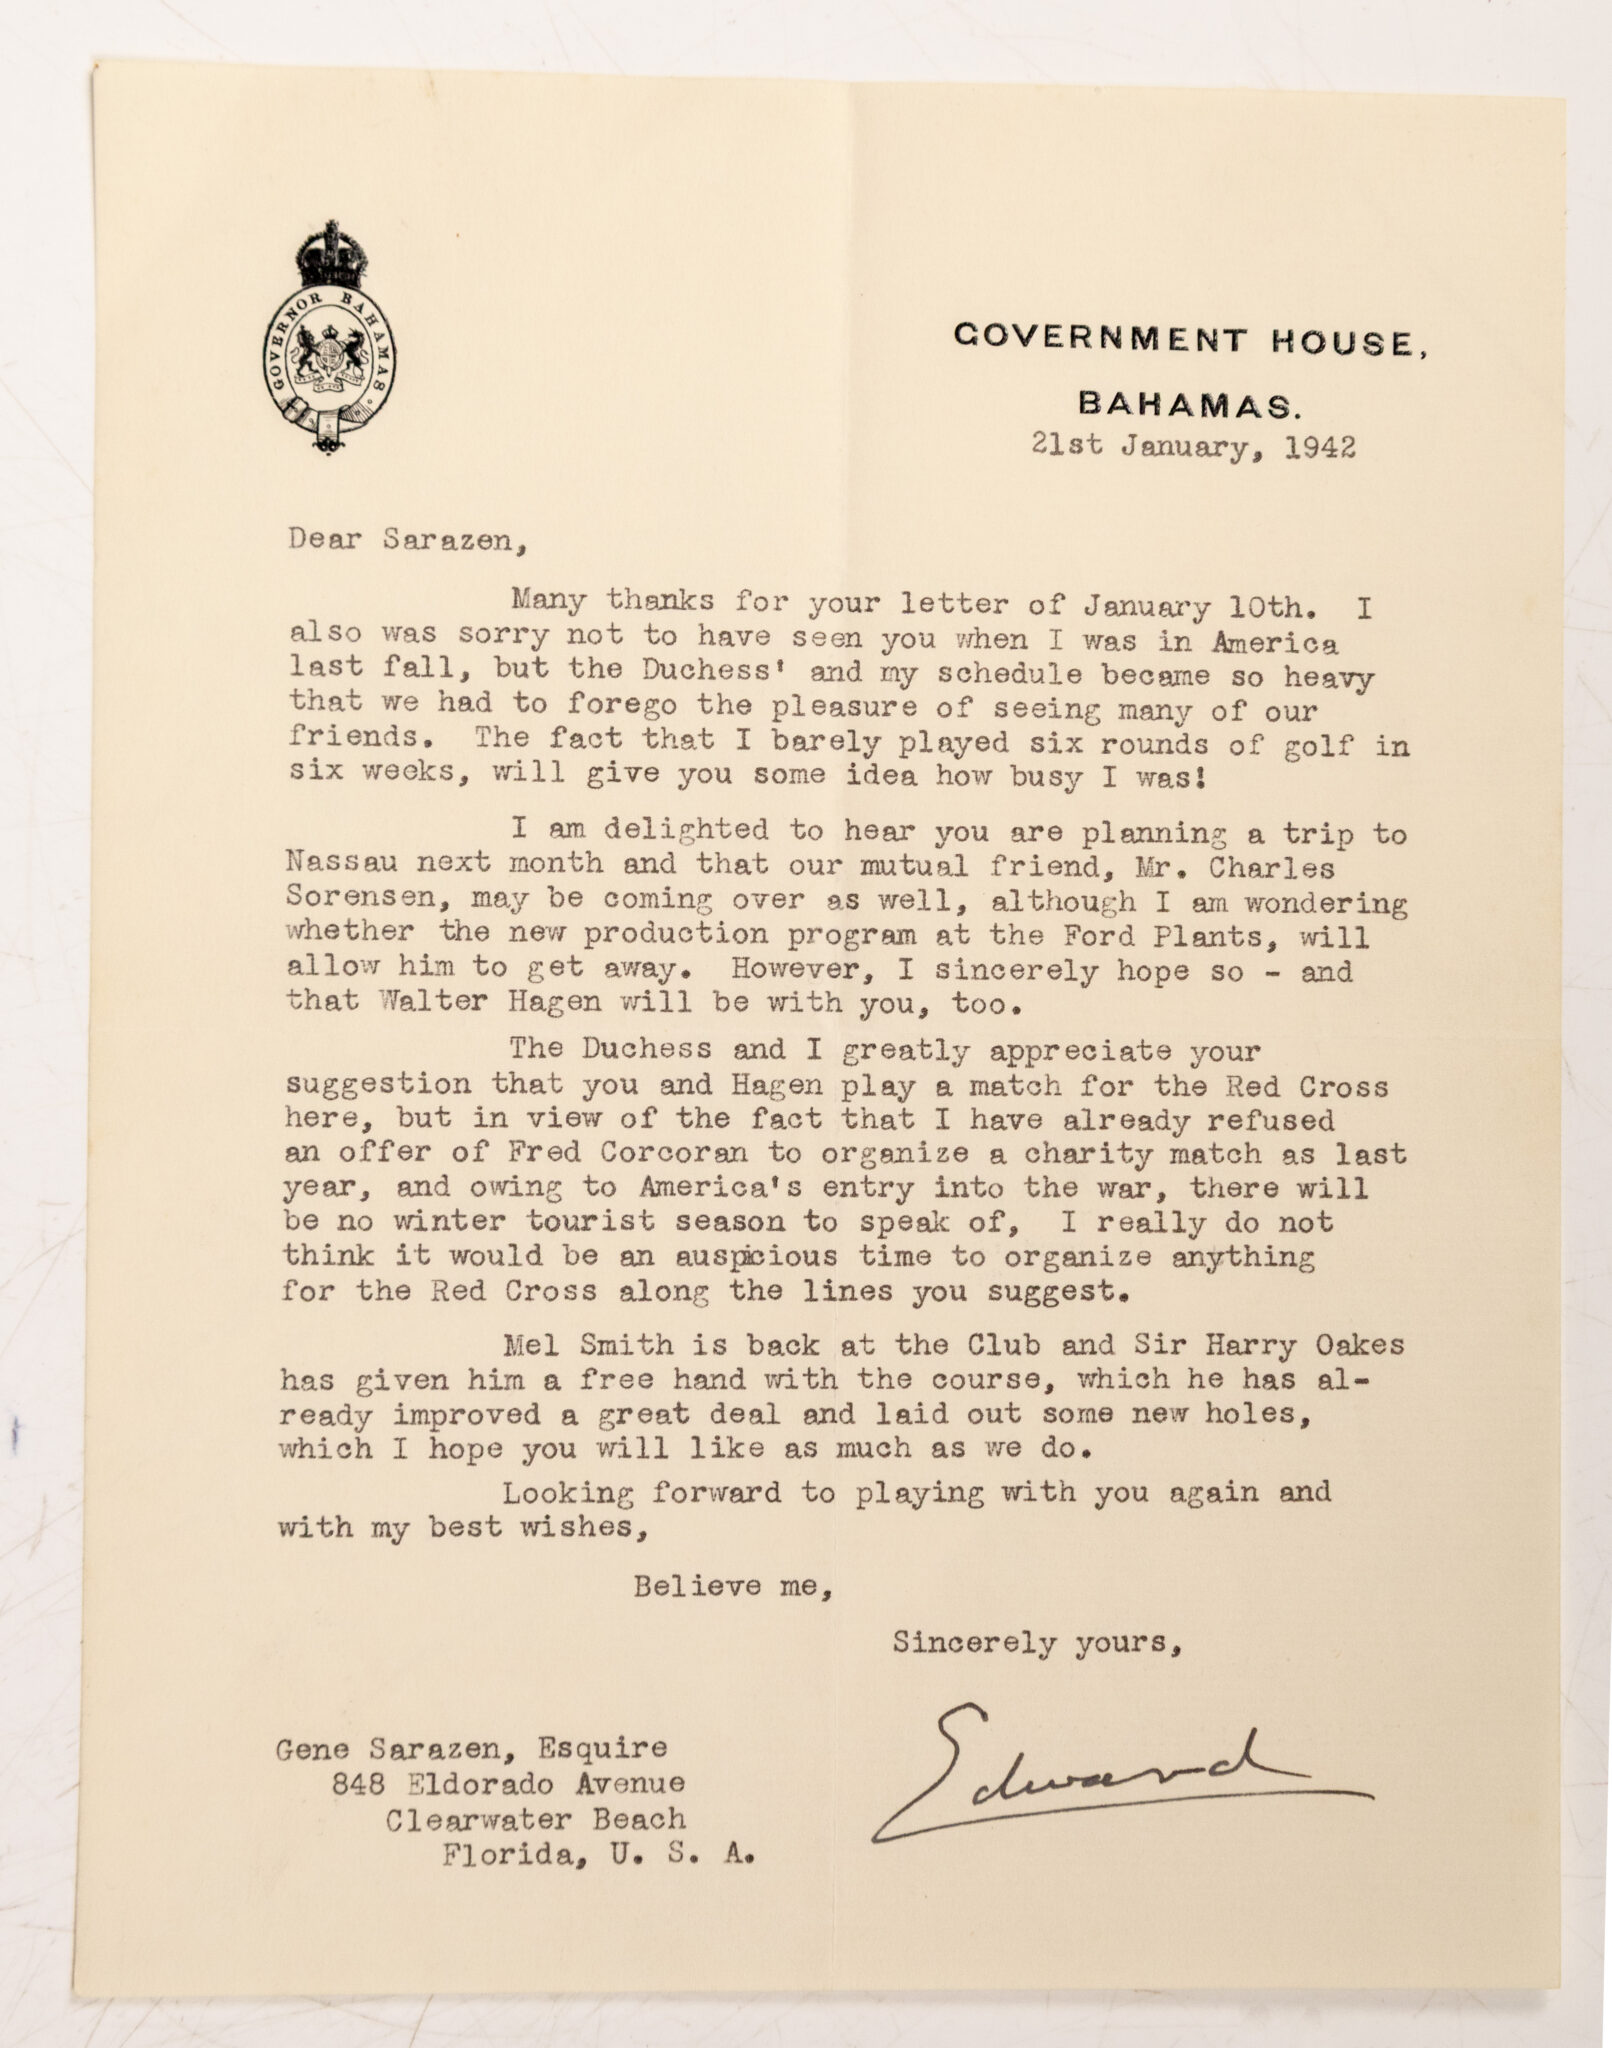 GOVERNOR BAHAMAS.
GOVERNMENT HOUSE,
BAHAMAS.
21st January, 1942
Dear Sarazen,
Many thanks for your letter of January 10th. I
also was sorry not to have seen you when I was in America
last fall, but the Duchess' and my schedule became so heavy
that we had to forego the pleasure of seeing many of our
friends. The fact that I barely played six rounds of golf in
six weeks, will give you some idea how busy I was!
I am delighted to hear you are planning a trip to
Nassau next month and that our mutual friend, Mr. Charles
Sorensen, may be coming over as well, although I am wondering
whether the new production program at the Ford Plants, will
allow him to get away. However, I sincerely hope so - and
that Walter Hagen will be with you, too.
The Duchess and I greatly appreciate your
suggestion that you and Hagen play a match for the Red Cross
here, but in view of the fact that I have already refused
an offer of Fred Corcoran to organize a charity match as last
year, and owing to America's entry into the war, there will
be no winter tourist season to speak of, I really do not
think it would be an auspicious time to organize anything
for the Red Cross along the lines you suggest.
Mel Smith is back at the Club and Sir Harry Oakes
has given him a free hand with the course, which he has al-
ready improved a great deal and laid out some new holes,
which I hope you will like as much as we do.
Looking forward to playing with you again and
with my best wishes,
Believe me,
Sincerely yours,
Edward
Gene Sarazen, Esquire
848 Eldorado Avenue
Clearwater Beach
Florida, U. S. A.